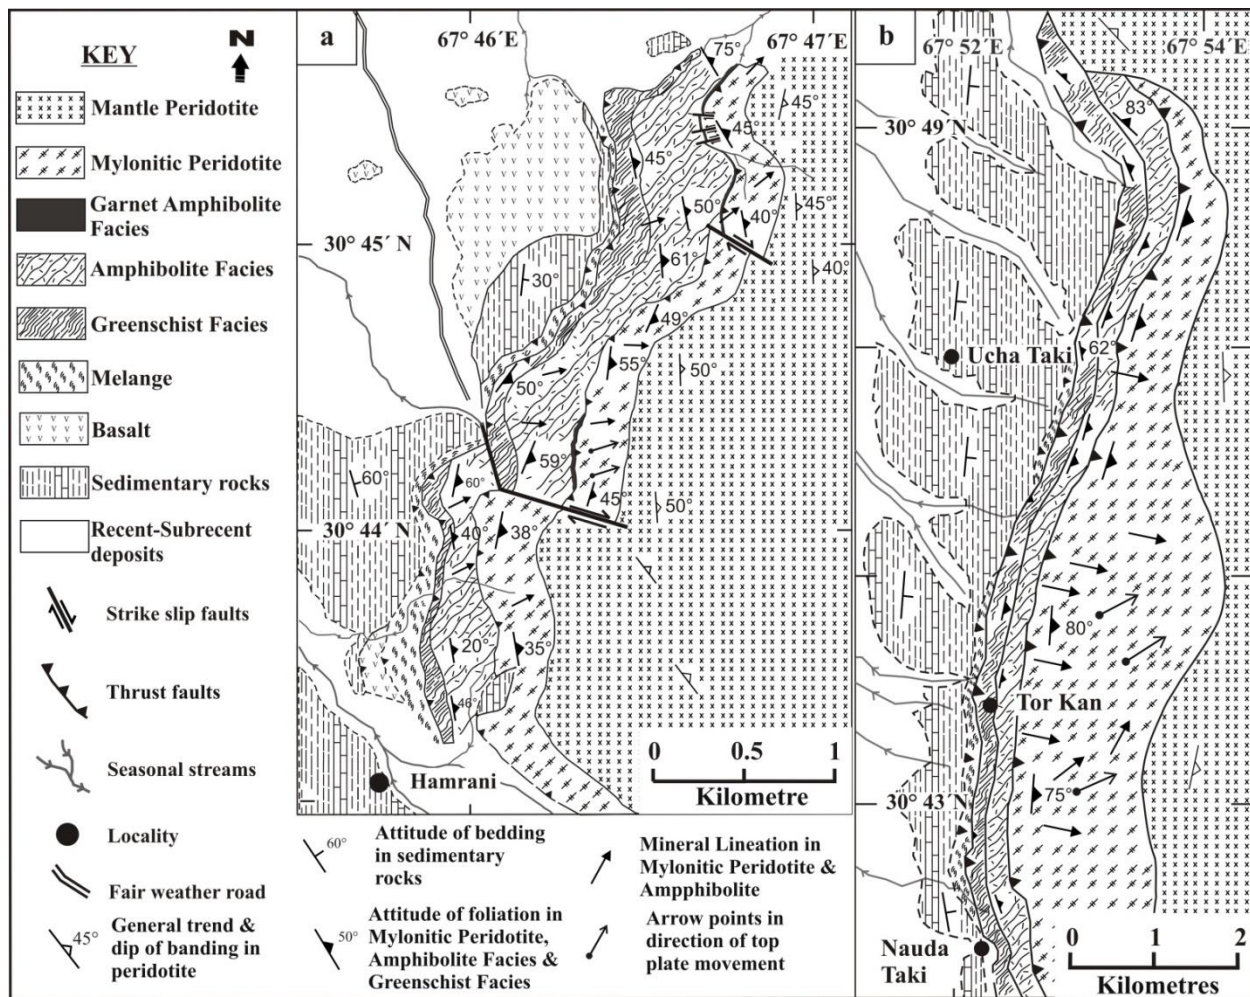 KEY
N
Mantle Peridotite
Mylonitic Peridotite
Garnet Amphibolite
Facies
Amphibolite Facies
Greenschist Facies
Melange
Basalt
Sedimentary rocks
Recent-Subrecent
deposits
Strike slip faults
Thrust faults
Seasonal streams
Locality
Fair weather road
45°
General trend &
dip of banding in
peridotite
a
67° 46´E
67° 47´E
75°
45°
45°
45°
50°
40°
45°
30° 45´ N
30°
61°
40
49°
55°
50°
50°
60°
60°
59°
45°
50°
30° 44´ N
40°
38°
20°
35°
46°
Hamrani
0 0.5 1
Kilometre
60°
Attitude of bedding
in sedimentary
rocks
50°
Attitude of foliation in
Mylonitic Peridotite,
Amphibolite Facies &
Greenschist Facies
Mineral Lineation in
Mylonitic Peridotite &
Ampphibolite
Arrow points in
direction of top
plate movement
b
67° 52´E
67° 54´E
83°
30° 49´N
62°
Ucha Taki
80°
Tor Kan
75°
30° 43´N
Nauda
Taki
0 1 2
Kilometres